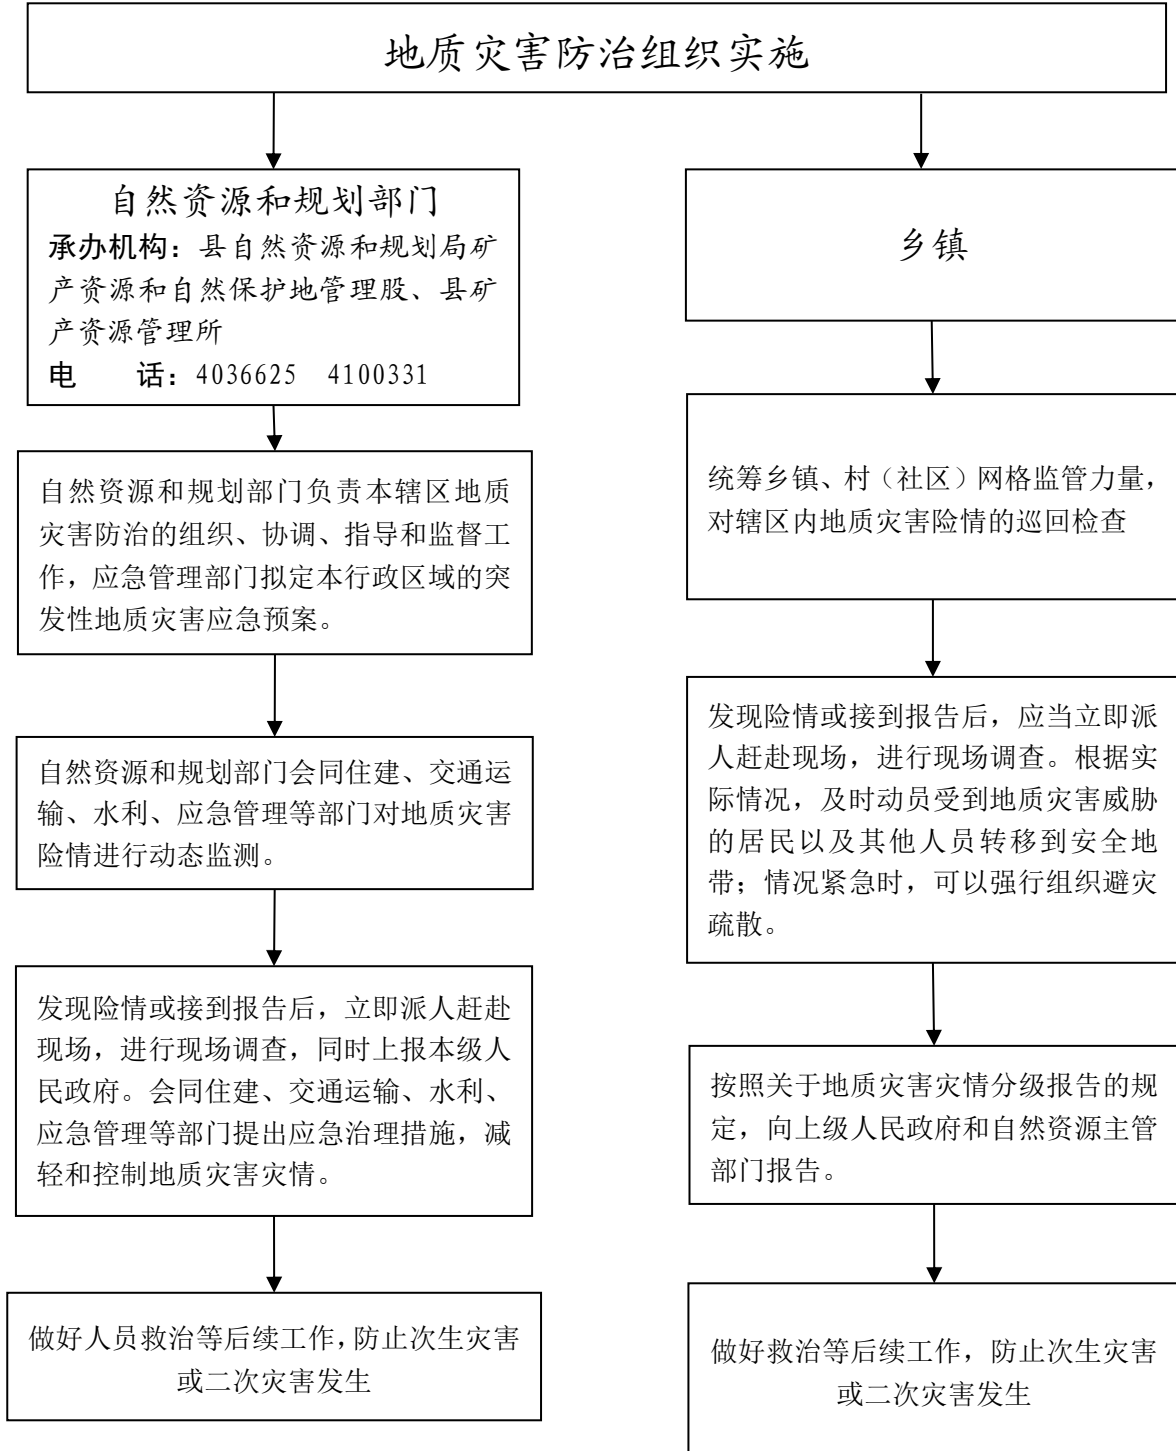 地质灾害防治组织实施
自然资源和规划部门
承办机构：县自然资源和规划局矿
产资源和自然保护地管理股、县矿
产资源管理所
电 话：4036625 4100331
自然资源和规划部门负责本辖区地质
灾害防治的组织、协调、指导和监督工
作，应急管理部门拟定本行政区域的突
发性地质灾害应急预案。
自然资源和规划部门会同住建、交通运
输、水利、应急管理等部门对地质灾害
险情进行动态监测。
发现险情或接到报告后，立即派人赶赴
现场，进行现场调查，同时上报本级人
民政府。会同住建、交通运输、水利、
应急管理等部门提出应急治理措施，减
轻和控制地质灾害灾情。
做好人员救治等后续工作，防止次生灾害
或二次灾害发生
乡镇
统筹乡镇、村（社区）网格监管力量，
对辖区内地质灾害险情的巡回检查
发现险情或接到报告后，应当立即派
人赶赴现场，进行现场调查。根据实
际情况，及时动员受到地质灾害威胁
的居民以及其他人员转移到安全地
带；情况紧急时，可以强行组织避灾
疏散。
按照关于地质灾害灾情分级报告的规
定，向上级人民政府和自然资源主管
部门报告。
做好救治等后续工作，防止次生灾害
或二次灾害发生